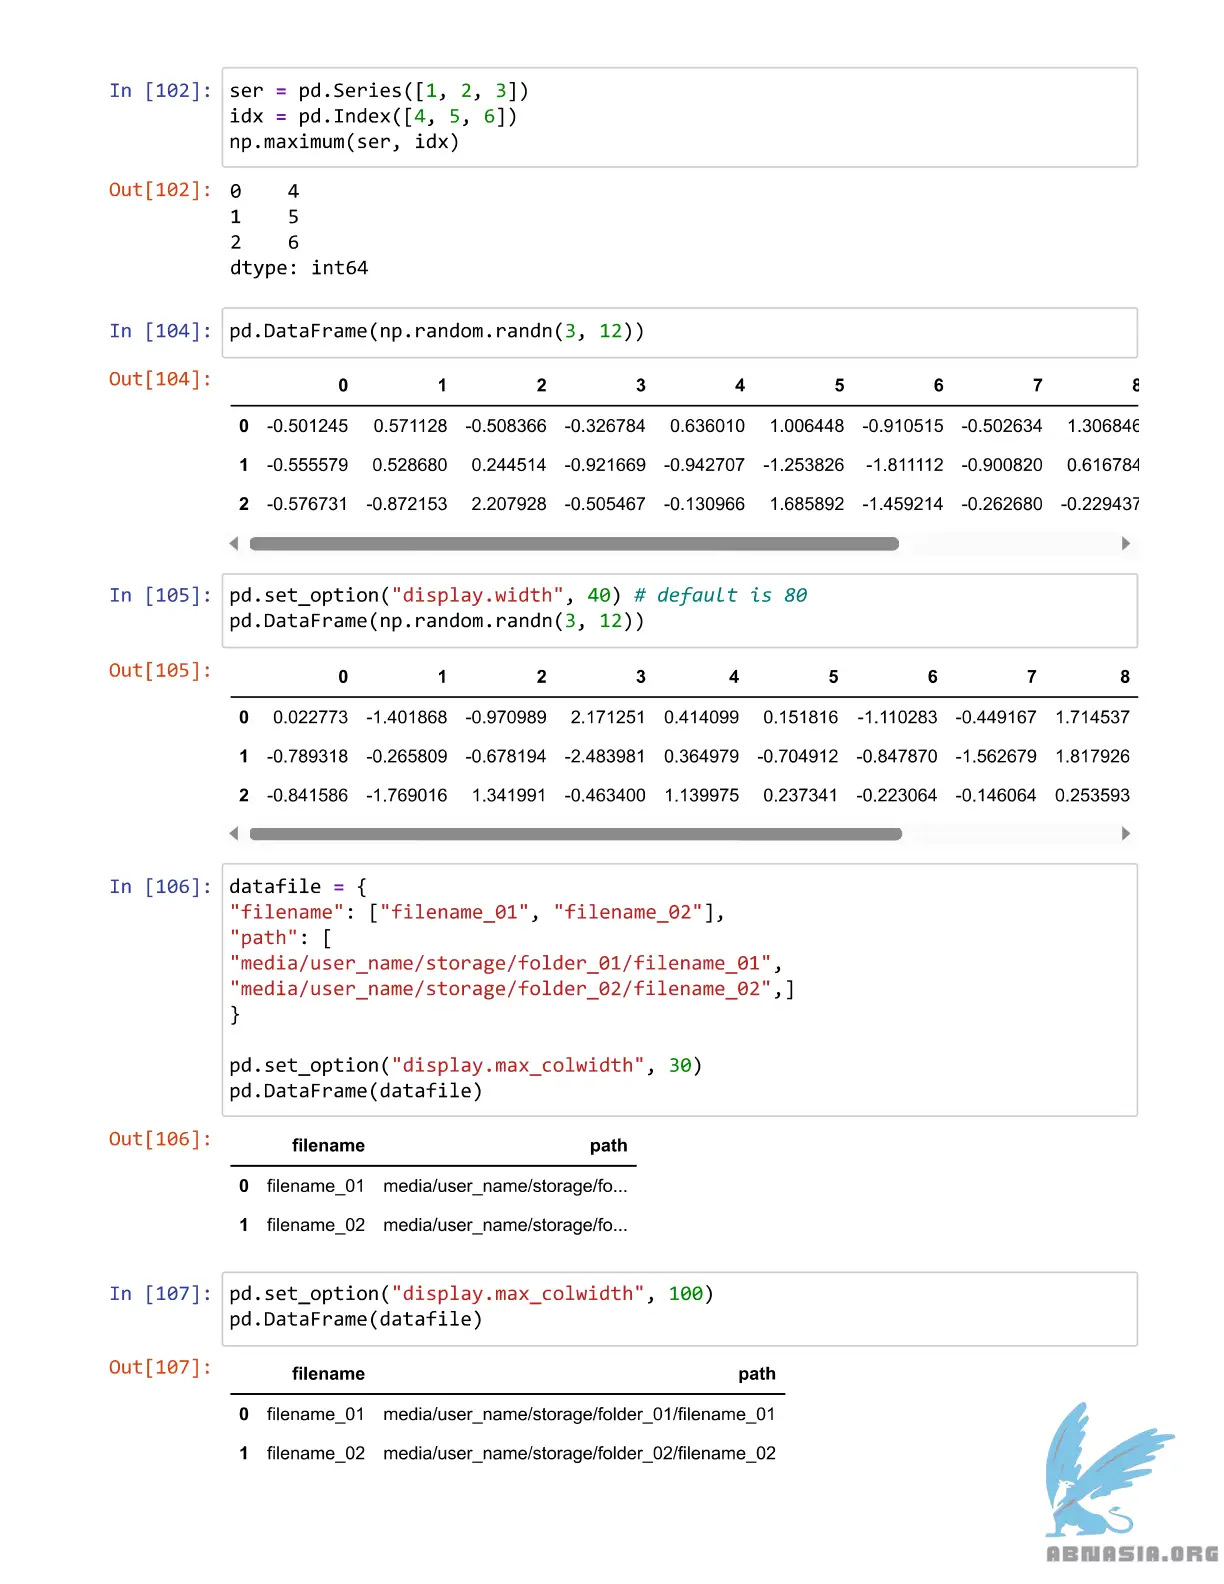 In [102]: ser = pd.Series([1, 2, 3])
idx = pd.Index([4, 5, 6])
np.maximum(ser, idx)
Out[102]: 0    4
1    5
2    6
dtype: int64
In [104]: pd.DataFrame(np.random.randn(3, 12))
Out[104]: 0 1 2 3 4 5 6 7 8
0 -0.501245 0.571128 -0.508366 -0.326784 0.636010 1.006448 -0.910515 -0.502634 1.306846
1 -0.555579 0.528680 0.244514 -0.921669 -0.942707 -1.253826 -1.811112 -0.900820 0.616784
2 -0.576731 -0.872153 2.207928 -0.505467 -0.130966 1.685892 -1.459214 -0.262680 -0.229437
In [105]: pd.set_option("display.width", 40) # default is 80
pd.DataFrame(np.random.randn(3, 12))
Out[105]: 0 1 2 3 4 5 6 7 8
0 0.022773 -1.401868 -0.970989 2.171251 0.414099 0.151816 -1.110283 -0.449167 1.714537
1 -0.789318 -0.265809 -0.678194 -2.483981 0.364979 -0.704912 -0.847870 -1.562679 1.817926
2 -0.841586 -1.769016 1.341991 -0.463400 1.139975 0.237341 -0.223064 -0.146064 0.253593
In [106]: datafile = {
"filename": ["filename_01", "filename_02"],
"path": [
"media/user_name/storage/folder_01/filename_01",
"media/user_name/storage/folder_02/filename_02",]
}
pd.set_option("display.max_colwidth", 30)
pd.DataFrame(datafile)
Out[106]: filename path
0 filename_01 media/user_name/storage/fo...
1 filename_02 media/user_name/storage/fo...
In [107]: pd.set_option("display.max_colwidth", 100)
pd.DataFrame(datafile)
Out[107]: filename path
0 filename_01 media/user_name/storage/folder_01/filename_01
1 filename_02 media/user_name/storage/folder_02/filename_02
ABNASIA.ORG